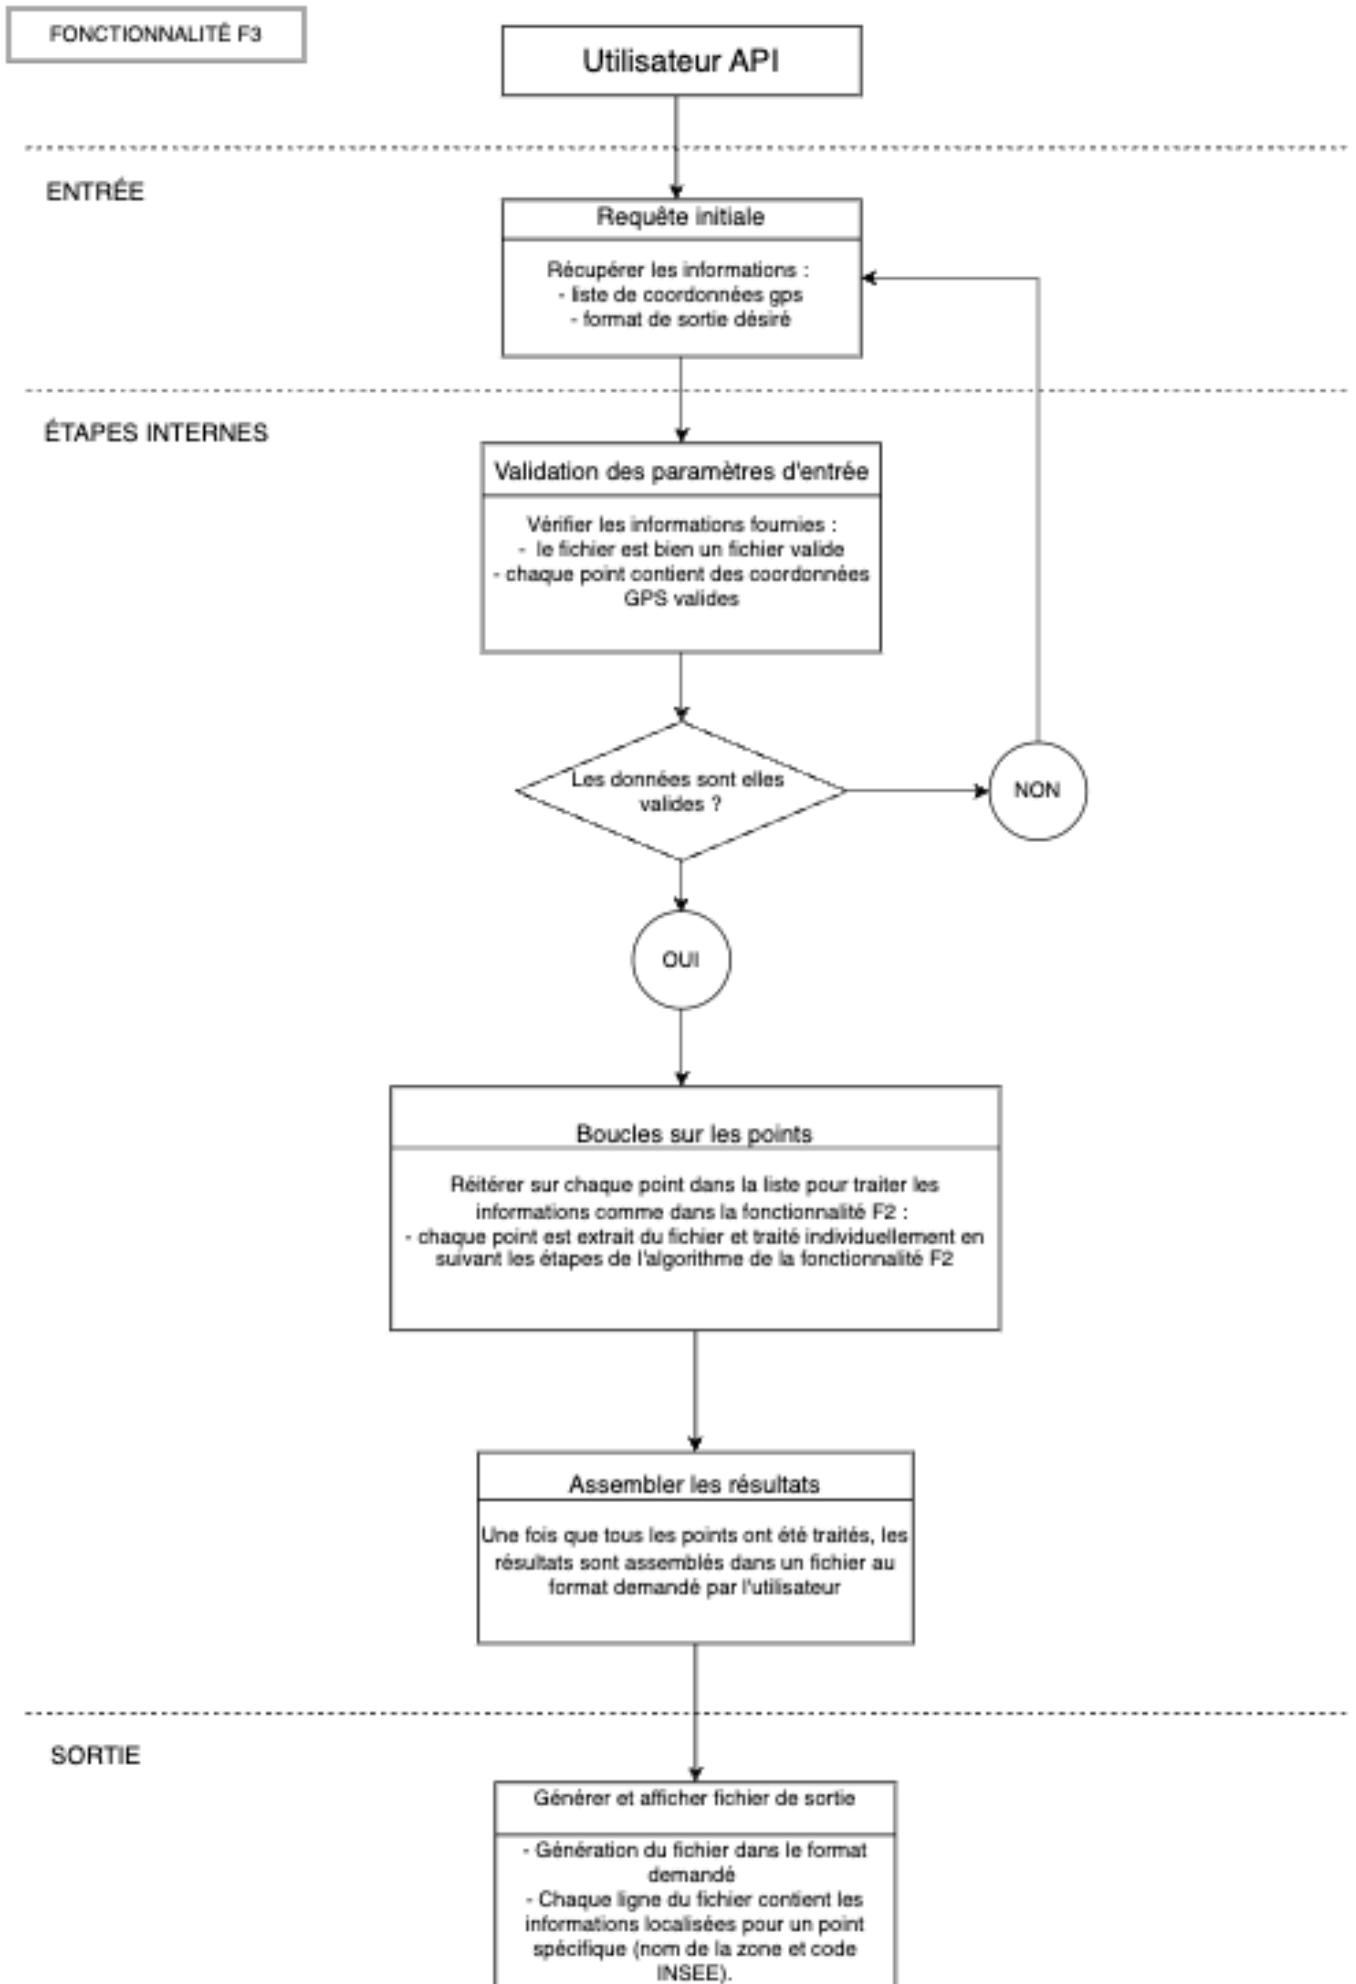 FONCTIONNALITÉ F3
Utilisateur API
ENTRÉE
Requête initiale
Récupérer les informations :
- liste de coordonnées gps
- format de sortie désiré
ÉTAPES INTERNES
Validation des paramètres d'entrée
Vérifier les informations fournies :
- le fichier est bien un fichier valide
- chaque point contient des coordonnées
GPS valides
Les données sont elles
valides ?
NON
OUI
Boucles sur les points
Réitérer sur chaque point dans la liste pour traiter les
informations comme dans la fonctionnalité F2 :
- chaque point est extrait du fichier et traité individuellement en
suivant les étapes de l'algorithme de la fonctionnalité F2
Assembler les résultats
Une fois que tous les points ont été traités, les
résultats sont assemblés dans un fichier au
format demandé par l'utilisateur
SORTIE
Générer et afficher fichier de sortie
- Génération du fichier dans le format
demandé
- Chaque ligne du fichier contient les
informations localisées pour un point
spécifique (nom de la zone et code
INSEE).